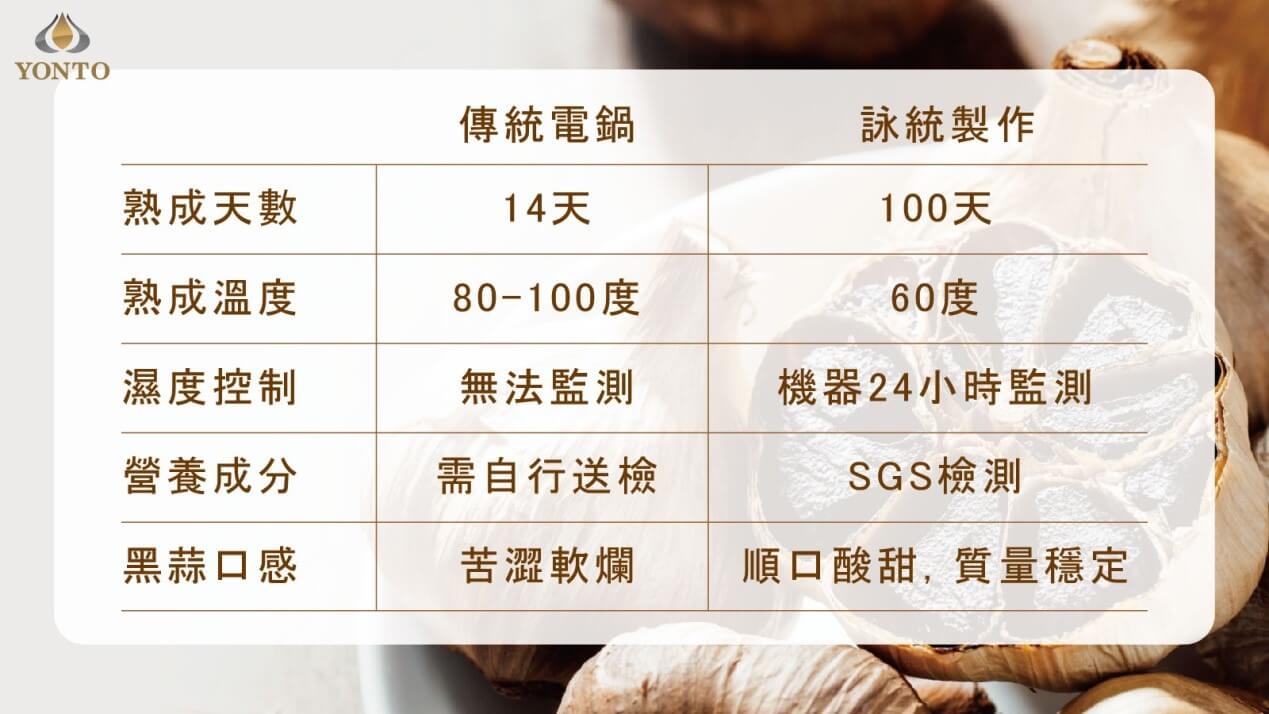 YONTO
傳統電鍋 詠統製作
熟成天數 14天 100天
熟成溫度 80-100度 60度
濕度控制 無法監測 機器24小時監測
營養成分 需自行送檢 SGS檢測
黑蒜口感 苦澀軟爛 順口酸甜, 質量穩定